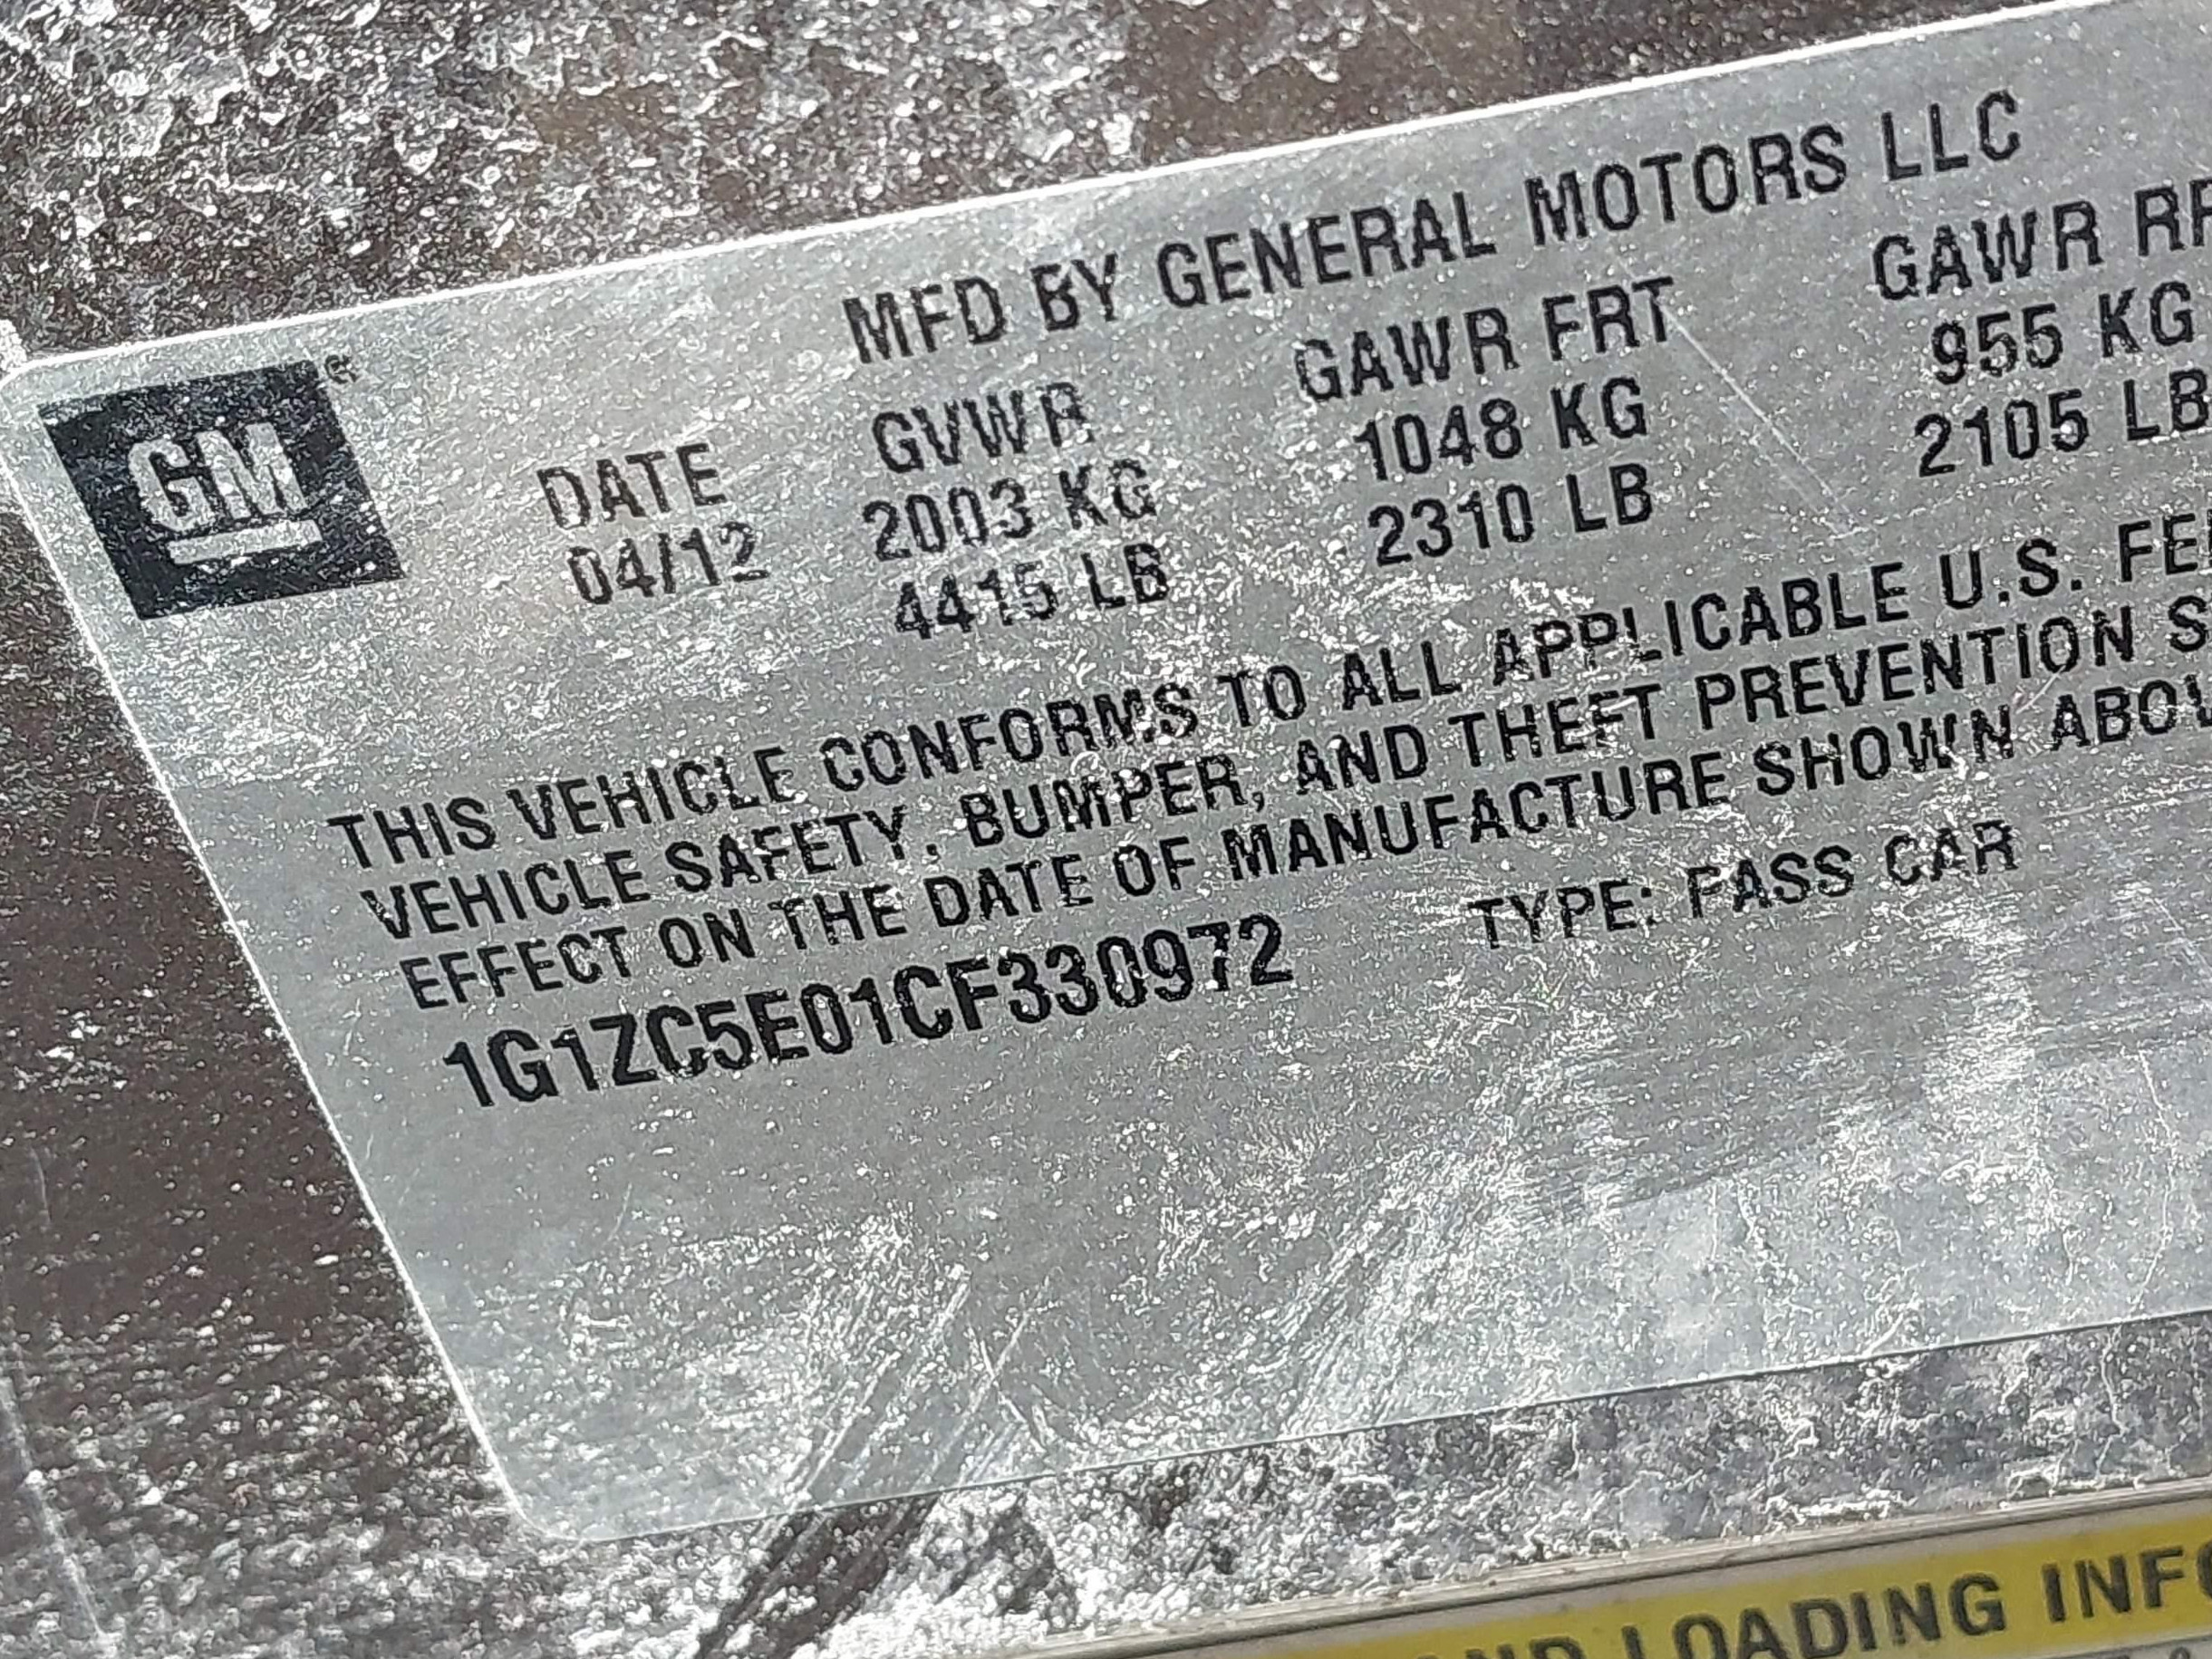 MFD BY GENERAL MOTORS LLC
GM
DATE GVWR GAWR FRT GAWR RR
04/12 2003 KG 1048 KG 955 KG
4415 LB 2310 LB 2105 LB
THIS VEHICLE CONFORMS TO ALL APPLICABLE U.S.
VEHICLE SAFETY, BUMPER, AND THEFT PREVENTION
EFFECT ON THE DATE OF MANUFACTURE SHOWN
1G1ZC5E01CF330972 TYPE: PASS CAR
LOADING